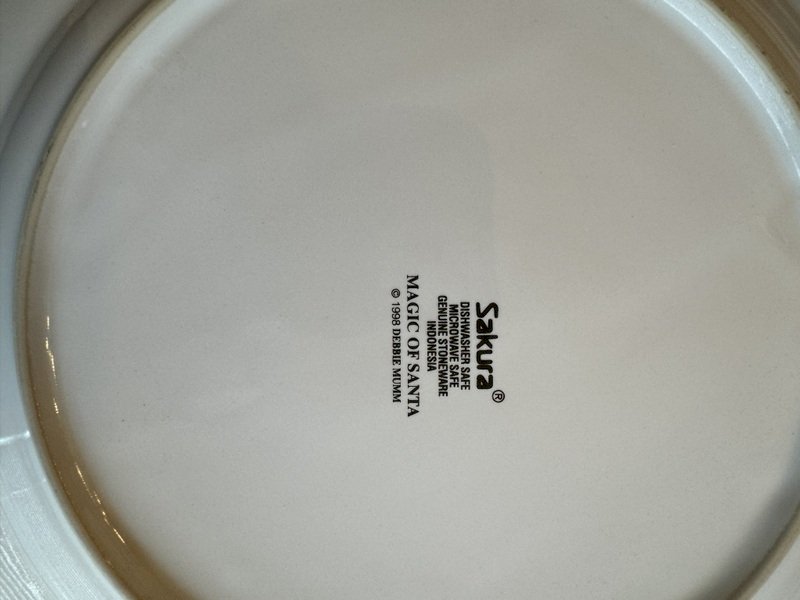 Sakura®
DISHWASHER SAFE
MICROWAVE SAFE
GENUINE STONEWARE
INDONESIA
MAGIC OF SANTA
© 1998 DEBBIE MUMM